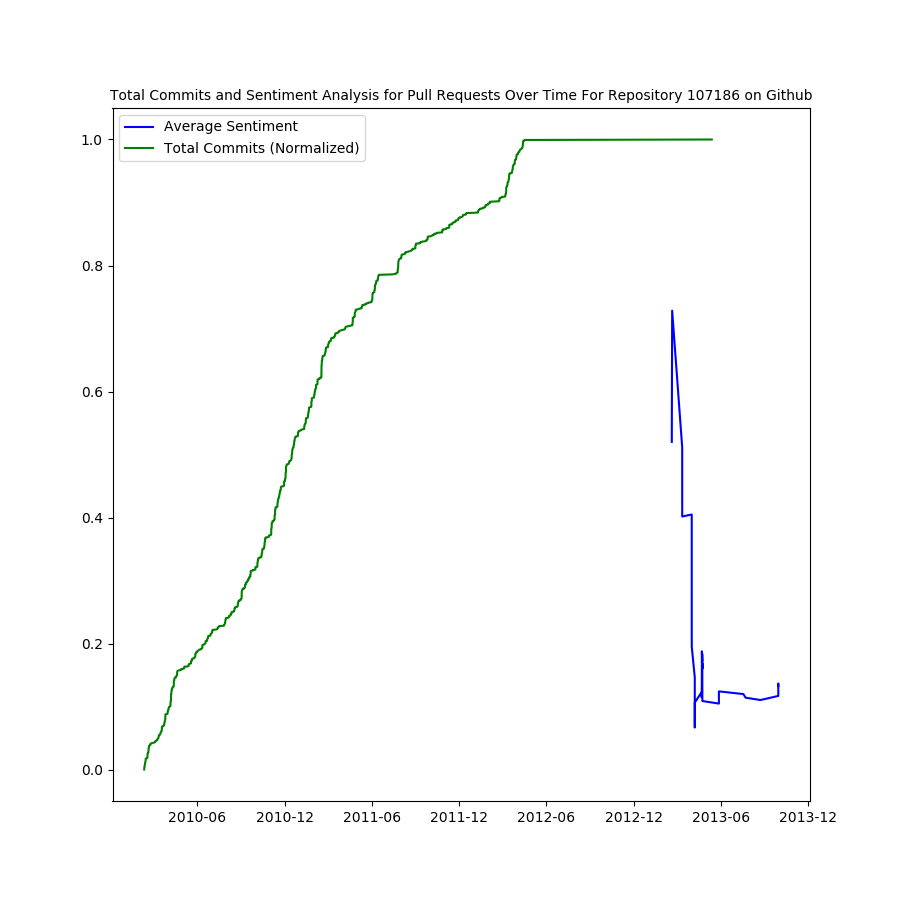 Total Commits and Sentiment Analysis for Pull Requests Over Time For Repository 107186 on Github
Average Sentiment
Total Commits (Normalized)
1.0
0.8
0.6
0.4
0.2
0.0
2010-06 2010-12 2011-06 2011-12 2012-06 2012-12 2013-06 2013-12